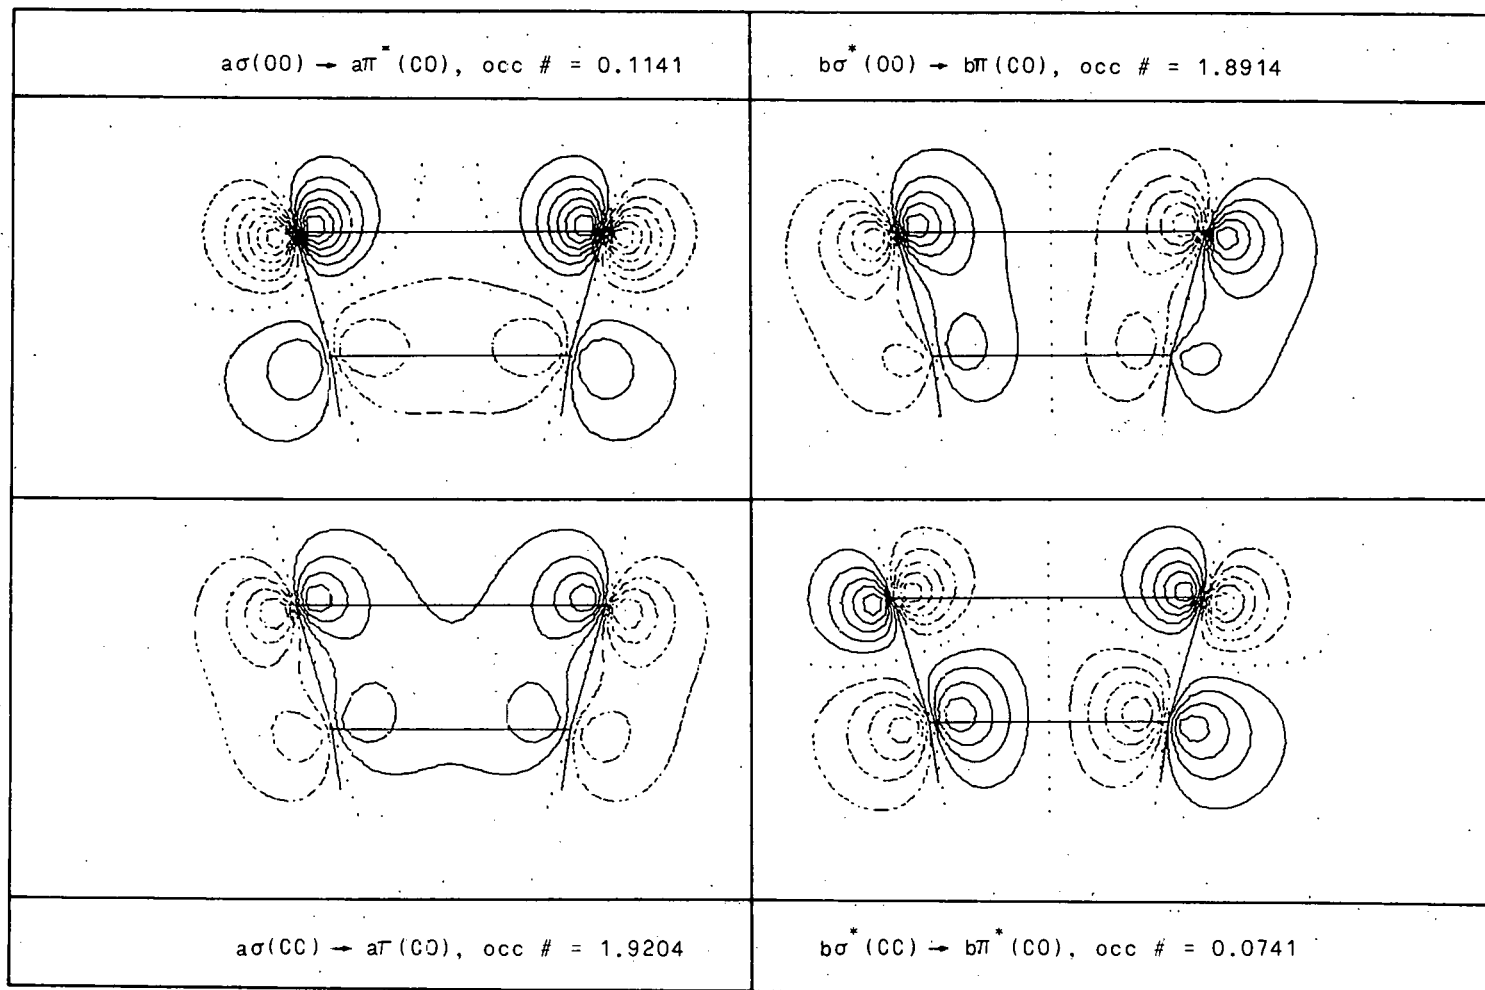 aσ(OO) → aπ*(CO), occ # = 0.1141
bσ*(OO) → bπ(CO), occ # = 1.8914
aσ(CC) → aπ(CO), occ # = 1.9204
bσ*(CC) → bπ*(CO), occ # = 0.0741